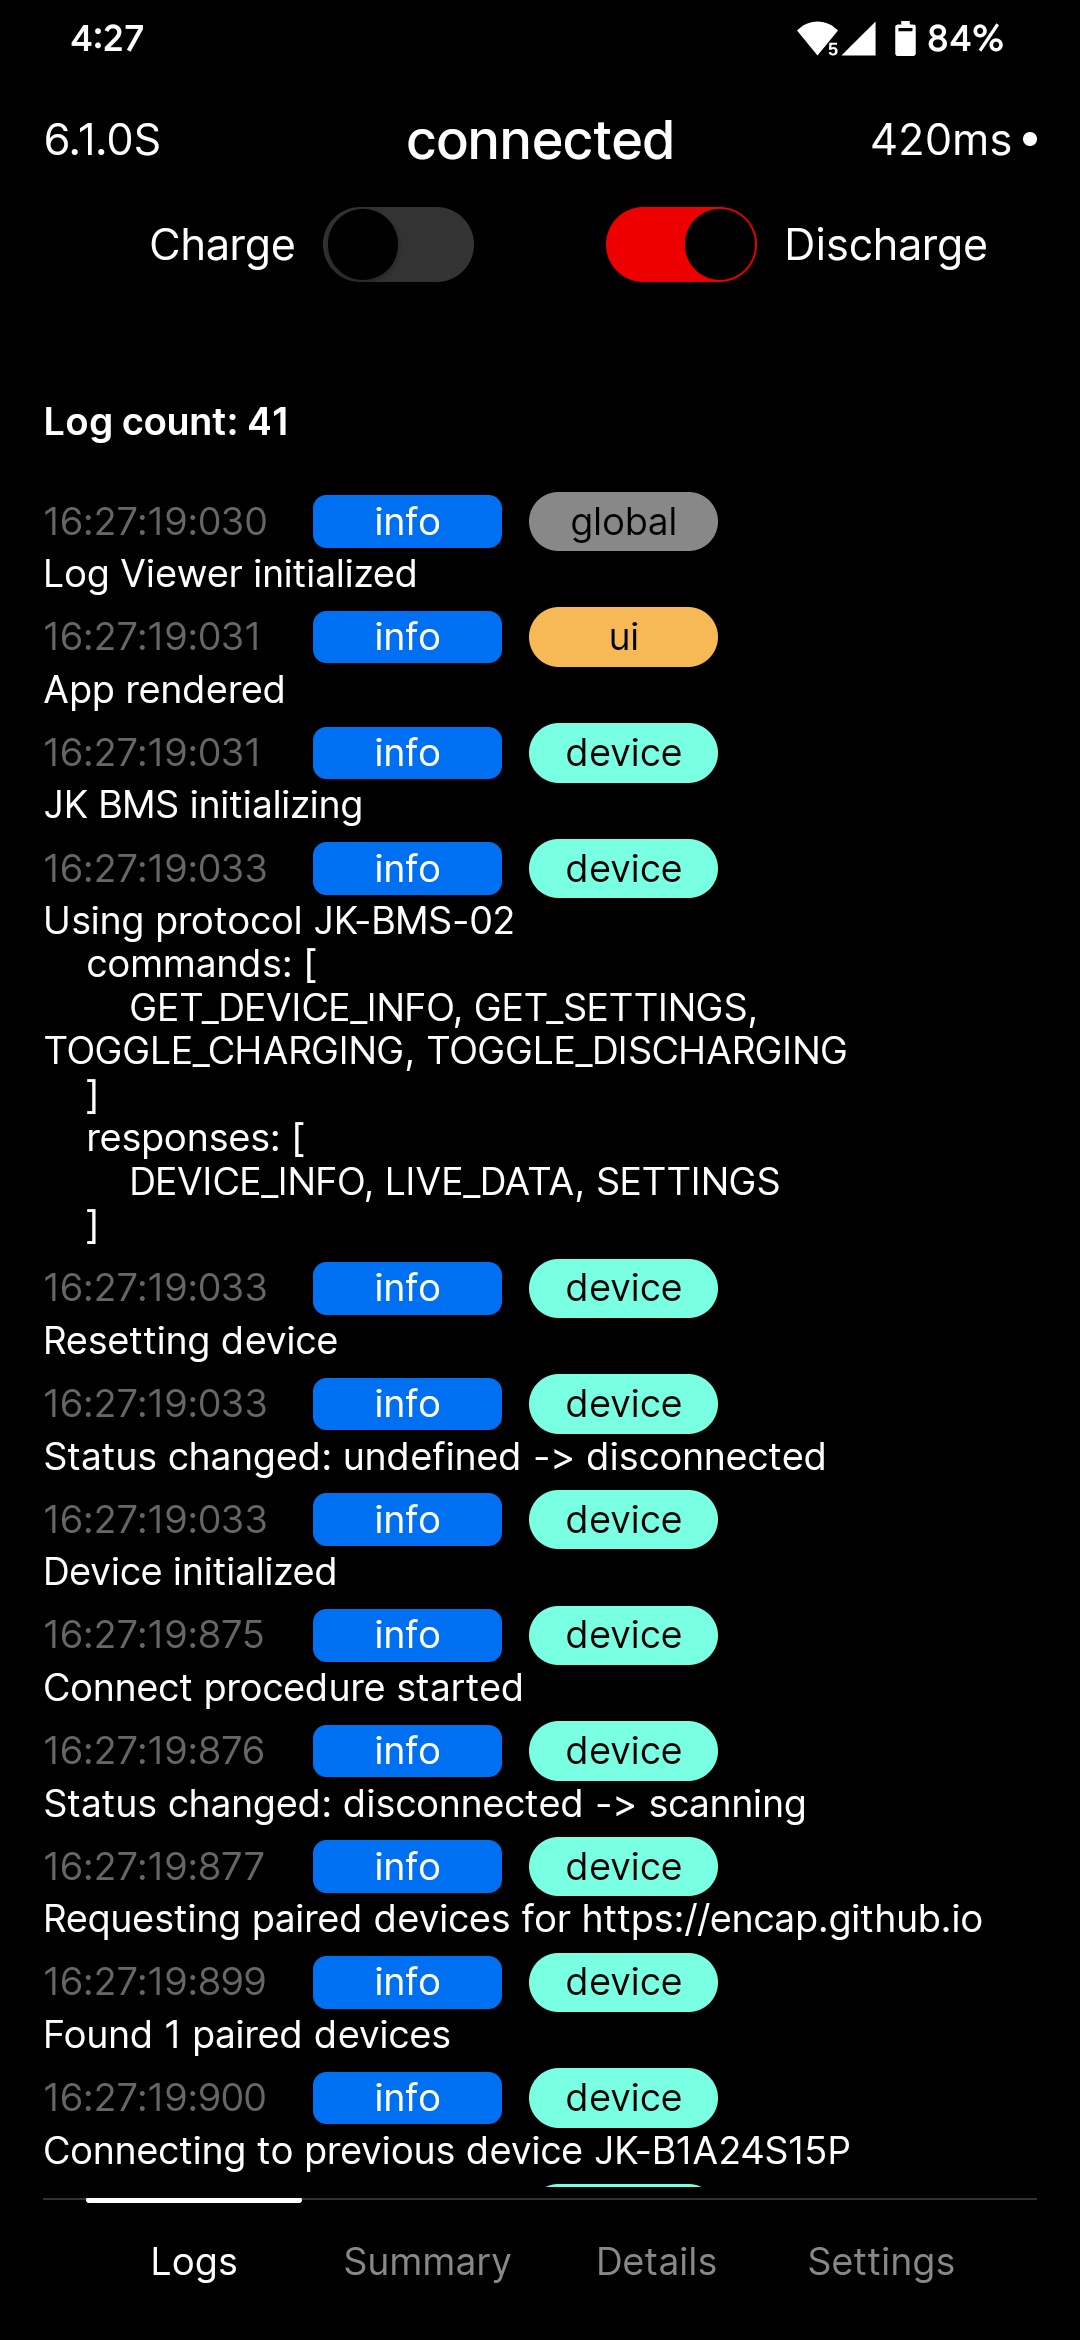 4:27 5 84%
6.1.0S connected 420ms •
Charge Discharge
Log count: 41
16:27:19:030 info global
Log Viewer initialized
16:27:19:031 info ui
App rendered
16:27:19:031 info device
JK BMS initializing
16:27:19:033 info device
Using protocol JK-BMS-02
commands: [
GET_DEVICE_INFO, GET_SETTINGS,
TOGGLE_CHARGING, TOGGLE_DISCHARGING
]
responses: [
DEVICE_INFO, LIVE_DATA, SETTINGS
]
16:27:19:033 info device
Resetting device
16:27:19:033 info device
Status changed: undefined -> disconnected
16:27:19:033 info device
Device initialized
16:27:19:875 info device
Connect procedure started
16:27:19:876 info device
Status changed: disconnected -> scanning
16:27:19:877 info device
Requesting paired devices for https://encap.github.io
16:27:19:899 info device
Found 1 paired devices
16:27:19:900 info device
Connecting to previous device JK-B1A24S15P
Logs Summary Details Settings